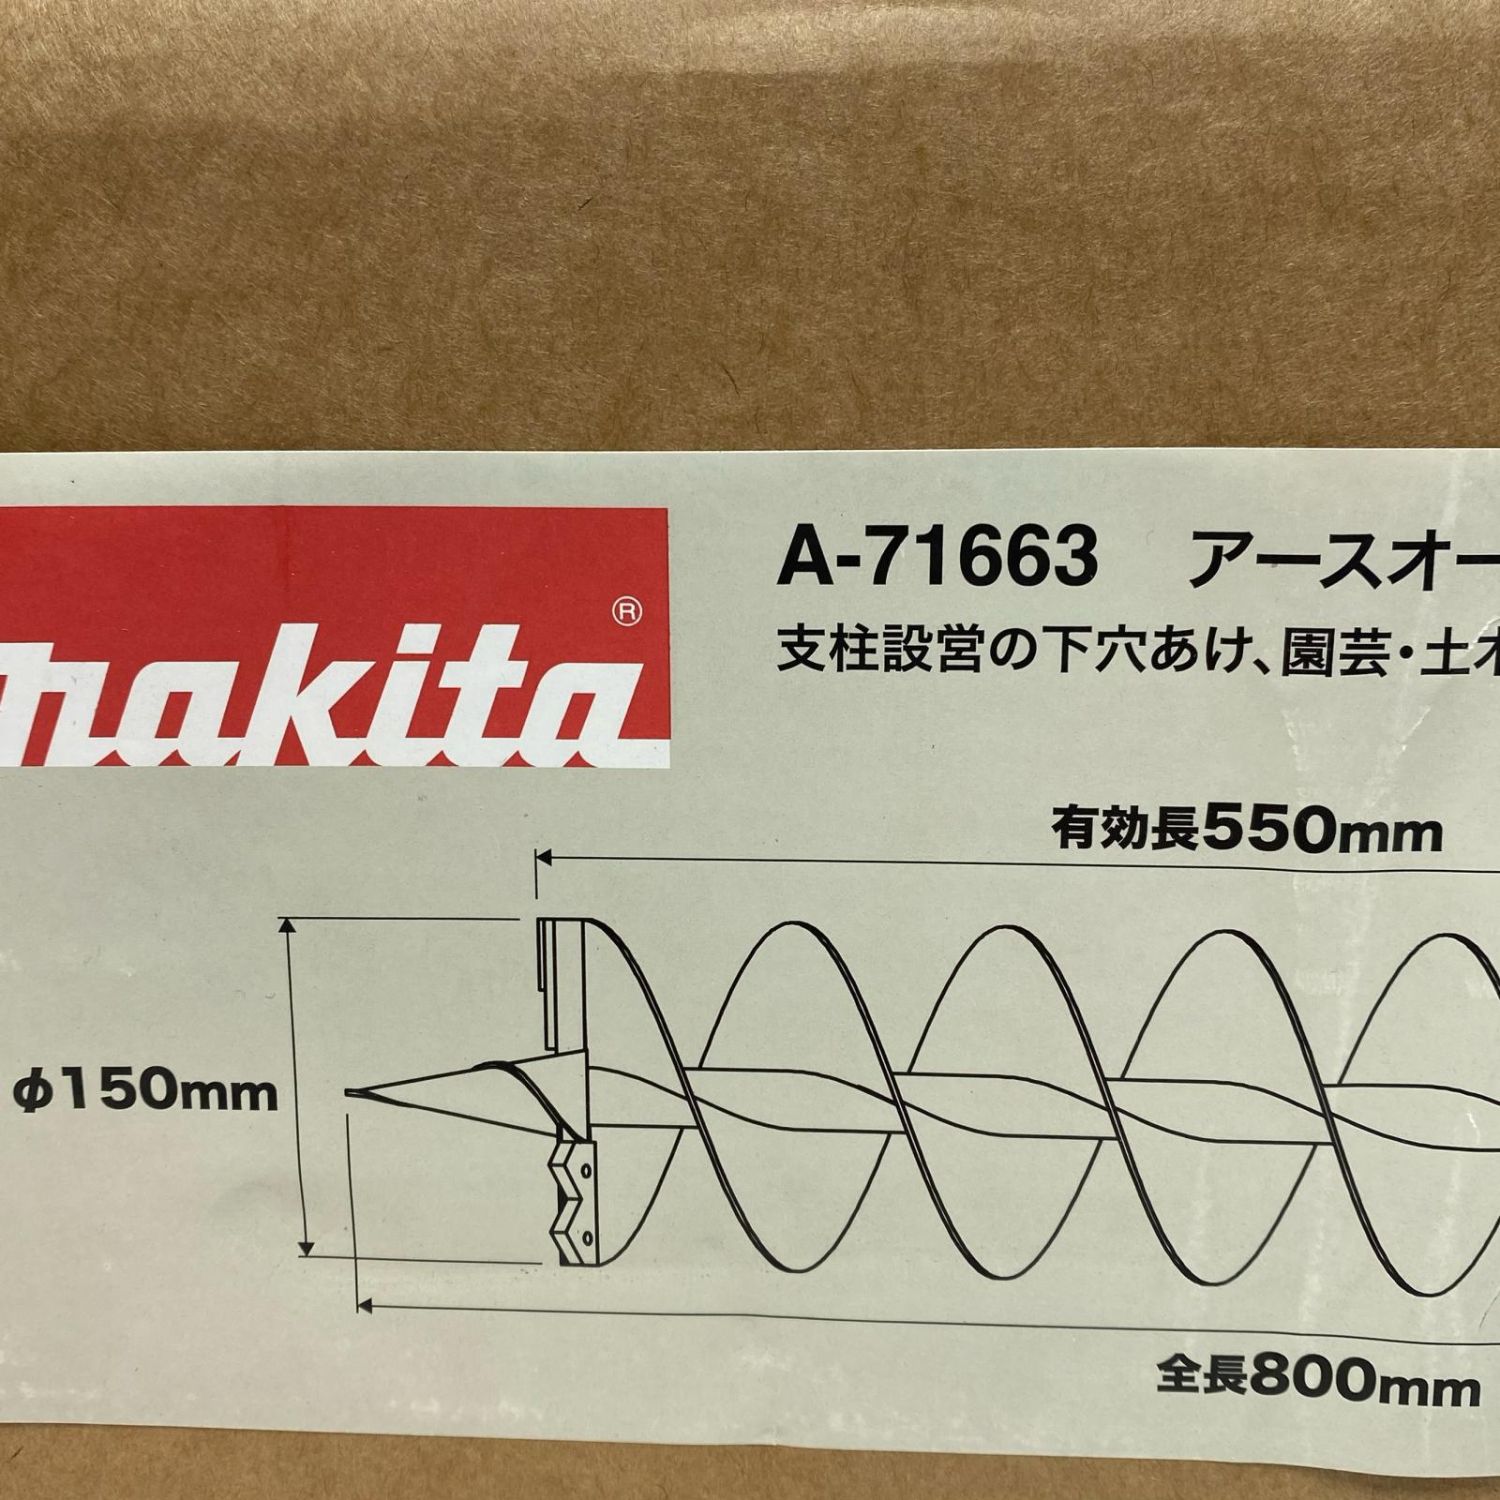 makita®
A-71663 アースオー
支柱設営の下穴あけ、園芸・土木
有効長550mm
φ150mm
全長800mm